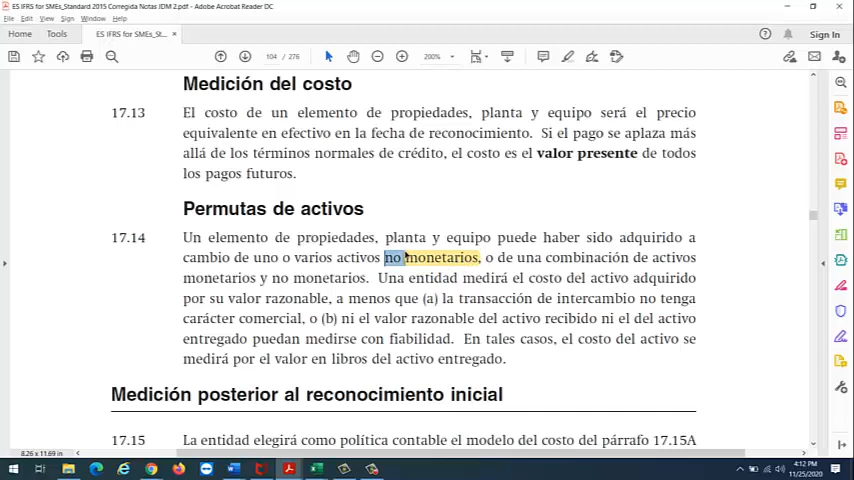 ES IFRS for SMEs_Standard 2015 Corregida Notas JDM 2.pdf - Adobe Acrobat Reader DC
File Edit View Sign Window Help
Home Tools ES IFRS for SMEs_St... × Sign In
104 / 276 200%
Medición del costo
17.13 El costo de un elemento de propiedades, planta y equipo será el precio
equivalente en efectivo en la fecha de reconocimiento. Si el pago se aplaza más
allá de los términos normales de crédito, el costo es el valor presente de todos
los pagos futuros.
Permutas de activos
17.14 Un elemento de propiedades, planta y equipo puede haber sido adquirido a
cambio de uno o varios activos no monetarios, o de una combinación de activos
monetarios y no monetarios. Una entidad medirá el costo del activo adquirido
por su valor razonable, a menos que (a) la transacción de intercambio no tenga
carácter comercial, o (b) ni el valor razonable del activo recibido ni el del activo
entregado puedan medirse con fiabilidad. En tales casos, el costo del activo se
medirá por el valor en libros del activo entregado.
Medición posterior al reconocimiento inicial
17.15 La entidad elegirá como política contable el modelo del costo del párrafo 17.15A
8.26 x 11.69 in
4:12 PM
11/25/2020